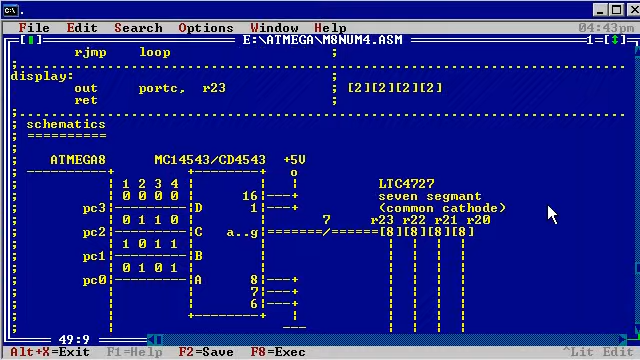 C:\ .
File Edit Search Options Window Help 04:43pm
[ ] E:\ATMEGA\M8NUM4.ASM 1=[↕]
; rjmp loop ;
;...............................................................
display: ;
; out portc, r23 ; [2][2][2][2]
; ret ;
;...............................................................
; schematics
; ==========
;
; ATMEGA8 MC14543/CD4543 +5V
; ----------+ +--------+ o
; | 1 2 3 4 | | | LTC4727
; | 0 0 0 0 | 16|---+ seven segmant
; pc3|---------|D 1|---+ (common cathode)
; | 0 1 1 0 | | 7 r23 r22 r21 r20
; pc2|---------|C a..g|=======/======[8][8][8][8]
; | 1 0 1 1 | | | | | |
; pc1|---------|B | | | | |
; | 0 1 0 1 | | | | | |
; pc0|---------|A 8|---+ | | | |
; | | 7|---+ | | | |
; | | 6|---+ | | | |
; | +--------+ | | | | |
; | --- | | | |
49:9
Alt+X=Exit F1=Help F2=Save F8=Exec ^Lit Edit